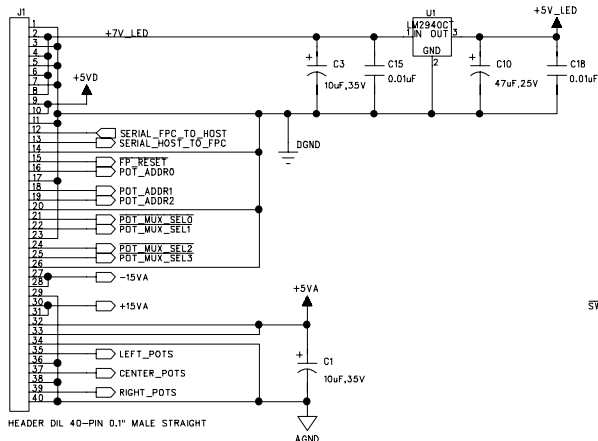 J1
1
2
3
4
5
6
7
8
9
10
11
12
13
14
15
16
17
18
19
20
21
22
23
24
25
26
27
28
29
30
31
32
33
34
35
36
37
38
39
40
+7V_LED
+5VD
SERIAL_FPC_TO_HOST
SERIAL_HOST_TO_FPC
FP_RESET
POT_ADDR0
POT_ADDR1
POT_ADDR2
POT_MUX_SEL0
POT_MUX_SEL1
POT_MUX_SEL2
POT_MUX_SEL3
-15VA
+15VA
LEFT_POTS
CENTER_POTS
RIGHT_POTS
HEADER DIL 40-PIN 0.1" MALE STRAIGHT
U1
LM2940CT
1 IN OUT 3
GND
2
+5V_LED
+ C3
10uF,35V
C15
0.01uF
+ C10
47uF,25V
C18
0.01uF
DGND
+5VA
+ C1
10uF,35V
AGND